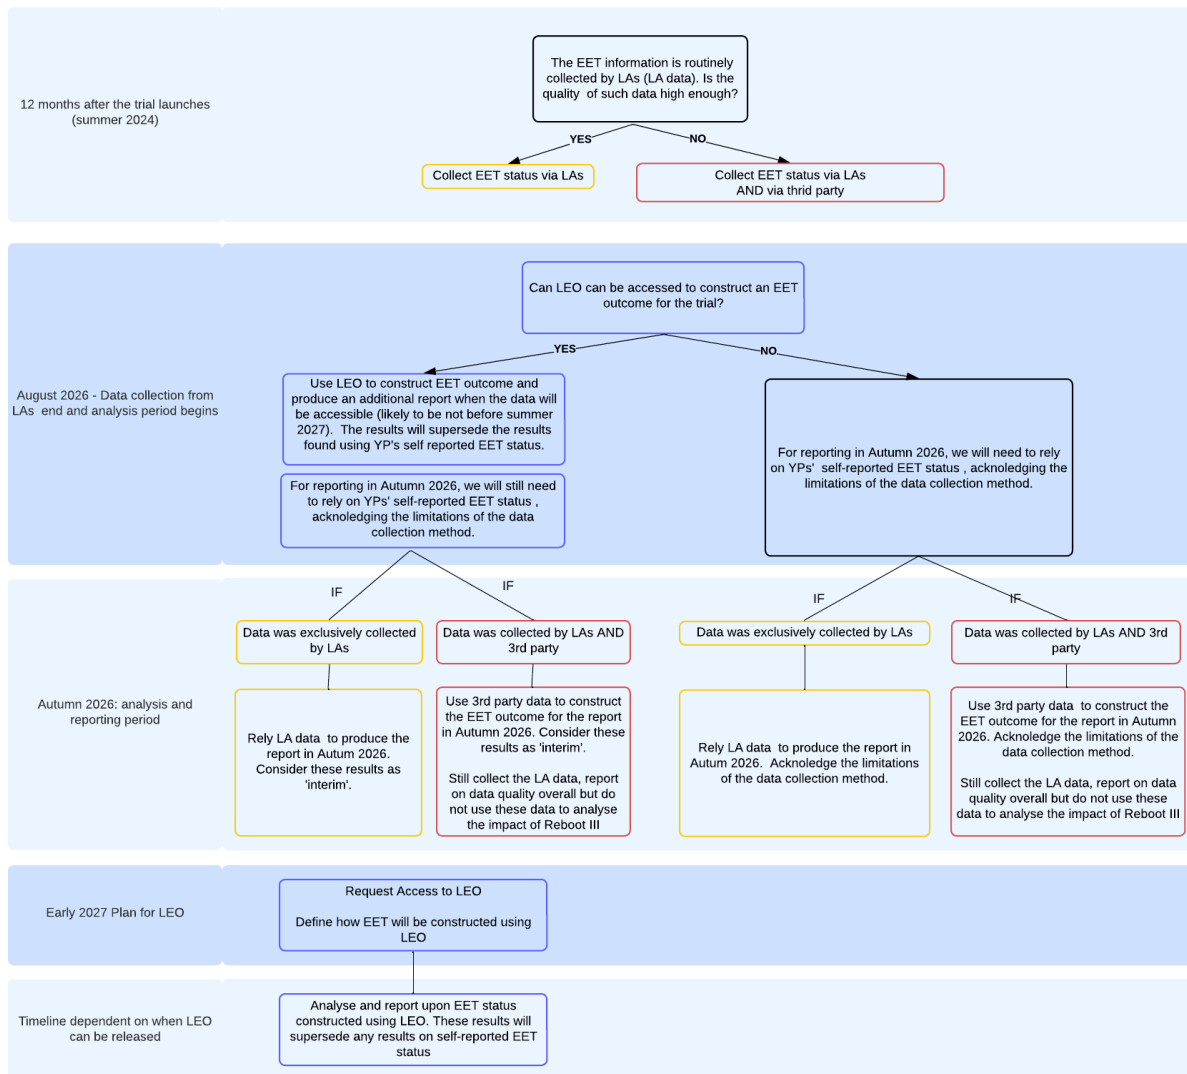 The EET information is routinely
collected by LAs (LA data). Is the
quality of such data high enough?
12 months after the trial launches
(summer 2024)
YES
NO
Collect EET status via LAs
Collect EET status via LAs
AND via thrid party
Can LEO can be accessed to construct an EET
outcome for the trial?
YES
NO
August 2026 - Data collection from
LAs end and analysis period begins
Use LEO to construct EET outcome and
produce an additional report when the data will
be accessible (likely to be not before summer
2027). The results will supersede the results
found using YP's self reported EET status.
For reporting in Autumn 2026, we will still need
to rely on YPs' self-reported EET status ,
acknoledging the limitations of the data
collection method.
For reporting in Autumn 2026, we will need to rely
on YPs' self-reported EET status , acknoledging the
limitations of the data collection method.
IF
IF
IF
IF
Autumn 2026: analysis and
reporting period
Data was exclusively collected
by LAs
Data was collected by LAs AND
3rd party
Data was exclusively collected by LAs
Data was collected by LAs AND 3rd
party
Rely LA data to produce the
report in Autum 2026.
Consider these results as
'interim'.
Use 3rd party data to construct
the EET outcome for the report
in Autumn 2026. Consider these
results as 'interim'.
Still collect the LA data, report
on data quality overall but do
not use these data to analyse
the impact of Reboot III
Rely LA data to produce the report in
Autum 2026. Acknoledge the limitations
of the data collection method.
Use 3rd party data to construct the
EET outcome for the report in Autumn
2026. Acknoledge the limitations of the
data collection method.
Still collect the LA data, report on data
quality overall but do not use these
data to analyse the impact of Reboot III
Early 2027 Plan for LEO
Request Access to LEO
Define how EET will be constructed using
LEO
Timeline dependent on when LEO
can be released
Analyse and report upon EET status
constructed using LEO. These results will
supersede any results on self-reported EET
status